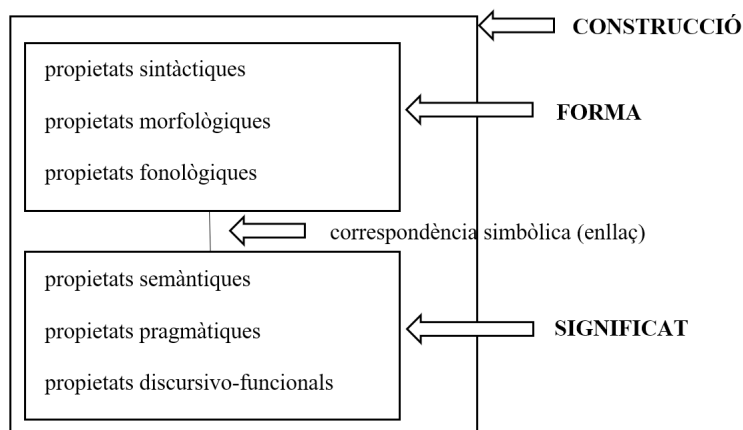 CONSTRUCCIÓ
propietats sintàctiques
propietats morfològiques
FORMA
propietats fonològiques
correspondència simbòlica (enllaç)
propietats semàntiques
propietats pragmàtiques
SIGNIFICAT
propietats discursivo-funcionals